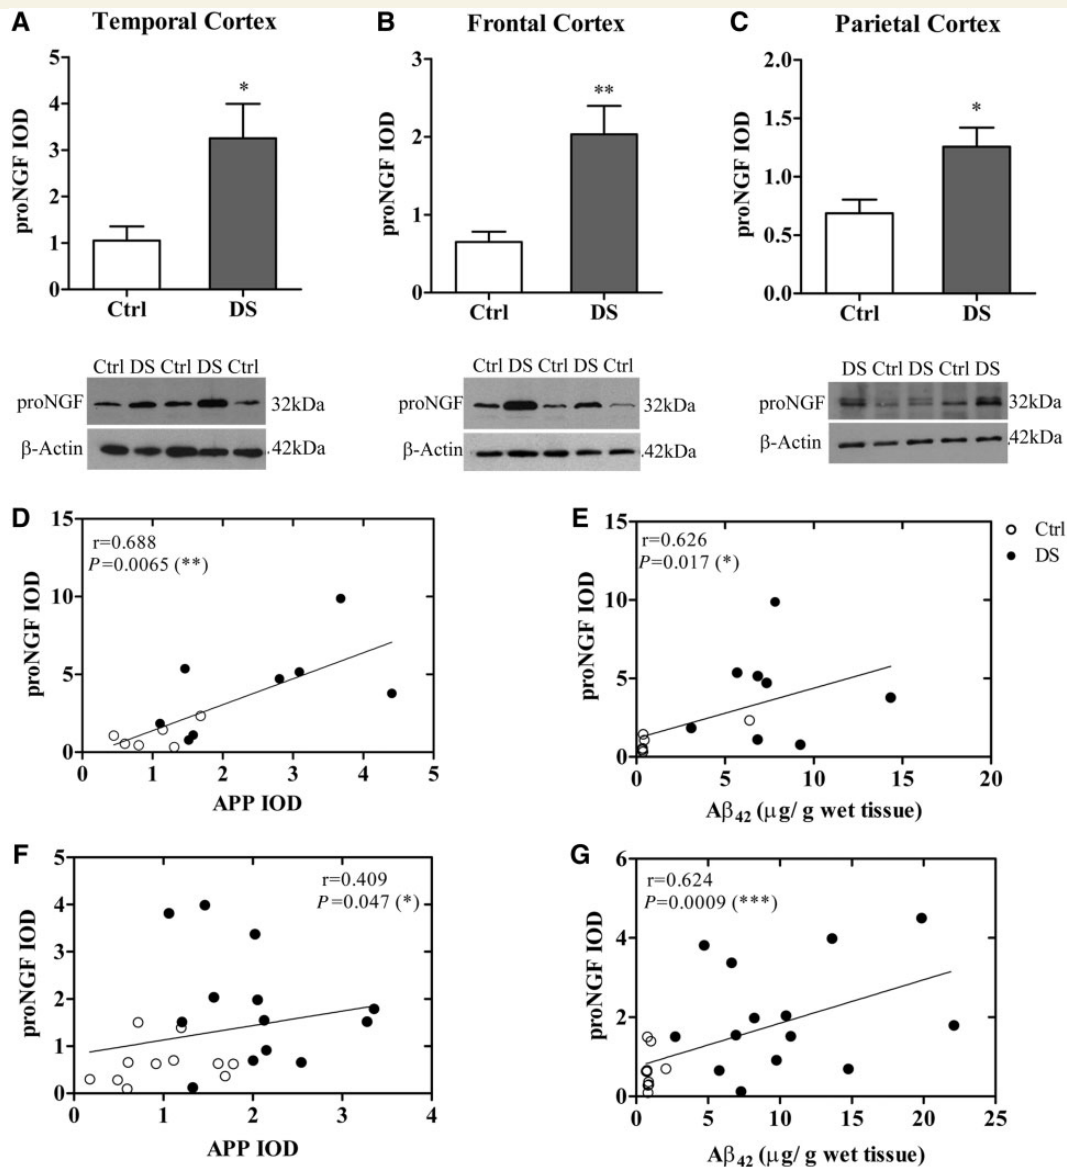 A Temporal Cortex
5
4
3
2
1
0
proNGF IOD
*
Ctrl DS
B Frontal Cortex
3
2
1
0
proNGF IOD
**
Ctrl DS
C Parietal Cortex
2.0
1.5
1.0
0.5
0.0
proNGF IOD
*
Ctrl DS
Ctrl DS Ctrl DS Ctrl
proNGF 32kDa
β-Actin .42kDa
Ctrl DS Ctrl DS Ctrl
proNGF 32kDa
β-Actin .42kDa
DS Ctrl DS Ctrl DS
proNGF 32kDa
β-Actin .42kDa
D
r=0.688
P=0.0065 (**)
15
10
5
0
proNGF IOD
0 1 2 3 4 5
APP IOD
E
r=0.626
P=0.017 (*)
15
10
5
0
proNGF IOD
0 5 10 15 20
Aβ42 (μg/ g wet tissue)
Ctrl
DS
F
r=0.409
P=0.047 (*)
5
4
3
2
1
0
proNGF IOD
0 1 2 3 4
APP IOD
G
r=0.624
P=0.0009 (***)
6
4
2
0
proNGF IOD
0 5 10 15 20 25
Aβ42 (μg/ g wet tissue)